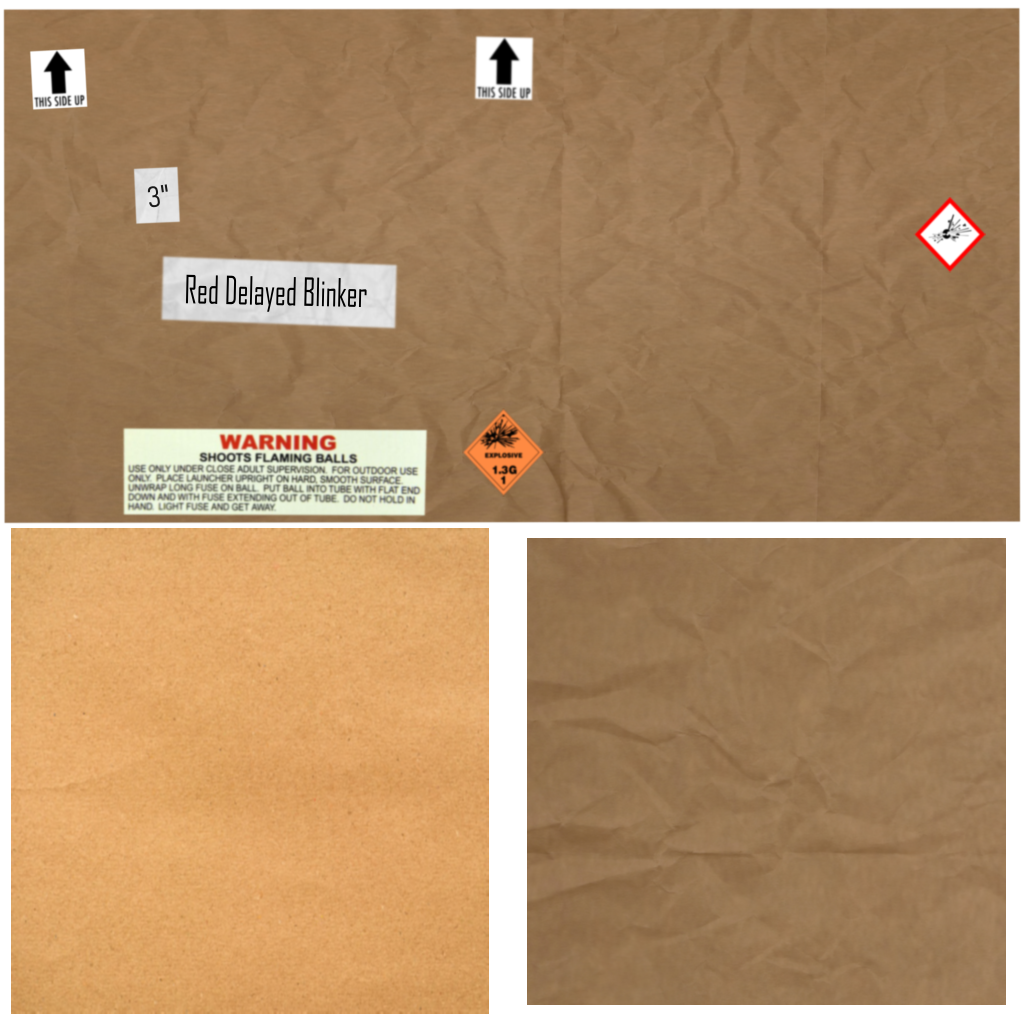 THIS SIDE UP
THIS SIDE UP
3"
Red Delayed Blinker
WARNING
SHOOTS FLAMING BALLS
USE ONLY UNDER CLOSE ADULT SUPERVISION. FOR OUTDOOR USE
ONLY. PLACE LAUNCHER UPRIGHT ON HARD, SMOOTH SURFACE.
UNWRAP LONG FUSE ON BALL. PUT BALL INTO TUBE WITH FLAT END
DOWN AND WITH FUSE EXTENDING OUT OF TUBE. DO NOT HOLD IN
HAND. LIGHT FUSE AND GET AWAY.
EXPLOSIVE
1.3G
1